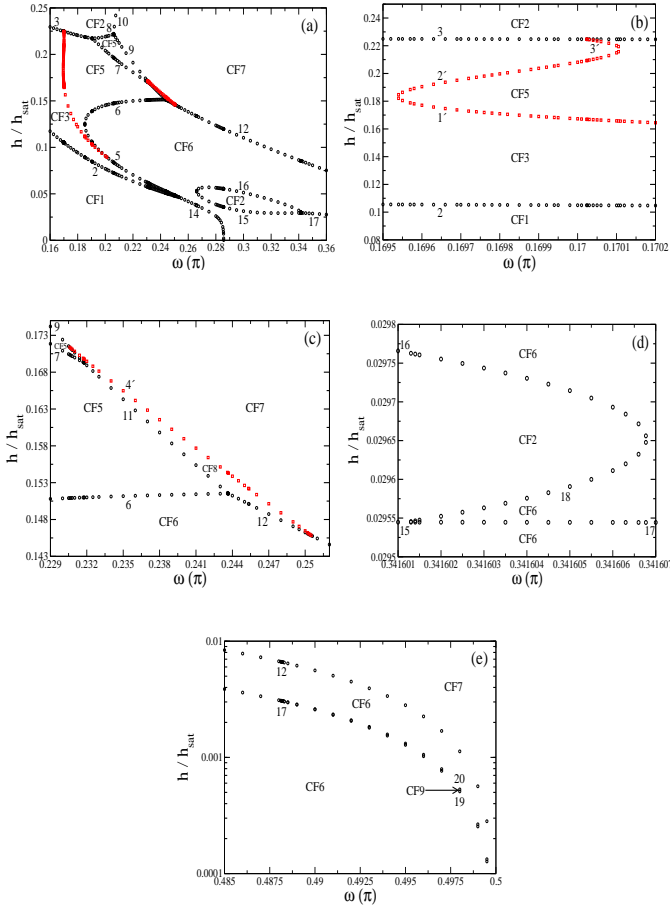 (a)
0.25
0.2
0.15
0.1
0.05
0
h / h_sat
3
CF2
8
10
CF5
9
CF5
7
CF7
6
CF3
12
CF6
5
2
16
CF1
CF2
14
15
17
0.16
0.18
0.2
0.22
0.24
0.26
0.28
0.3
0.32
0.34
0.36
ω (π)
(b)
0.24
0.22
0.2
0.18
0.16
0.14
0.12
0.1
0.08
h / h_sat
CF2
3
3´
2´
CF5
1´
CF3
2
CF1
0.1695
0.1696
0.1697
0.1698
0.1699
0.17
0.1701
0.1702
ω (π)
(c)
0.173
0.168
0.163
0.158
0.153
0.148
0.143
h / h_sat
9
CF5
7
4´
CF5
11
CF7
CF8
6
12
CF6
0.229
0.232
0.235
0.238
0.241
0.244
0.247
0.25
ω (π)
(d)
0.0298
0.02975
0.0297
0.02965
0.0296
0.02955
0.0295
h / h_sat
16
CF6
CF2
18
CF6
15
17
CF6
0.341601
0.341602
0.341603
0.341604
0.341605
0.341606
0.341607
ω (π)
(e)
0.01
0.001
0.0001
h / h_sat
12
CF7
CF6
17
CF6
20
CF9
19
0.485
0.4875
0.49
0.4925
0.495
0.4975
0.5
ω (π)